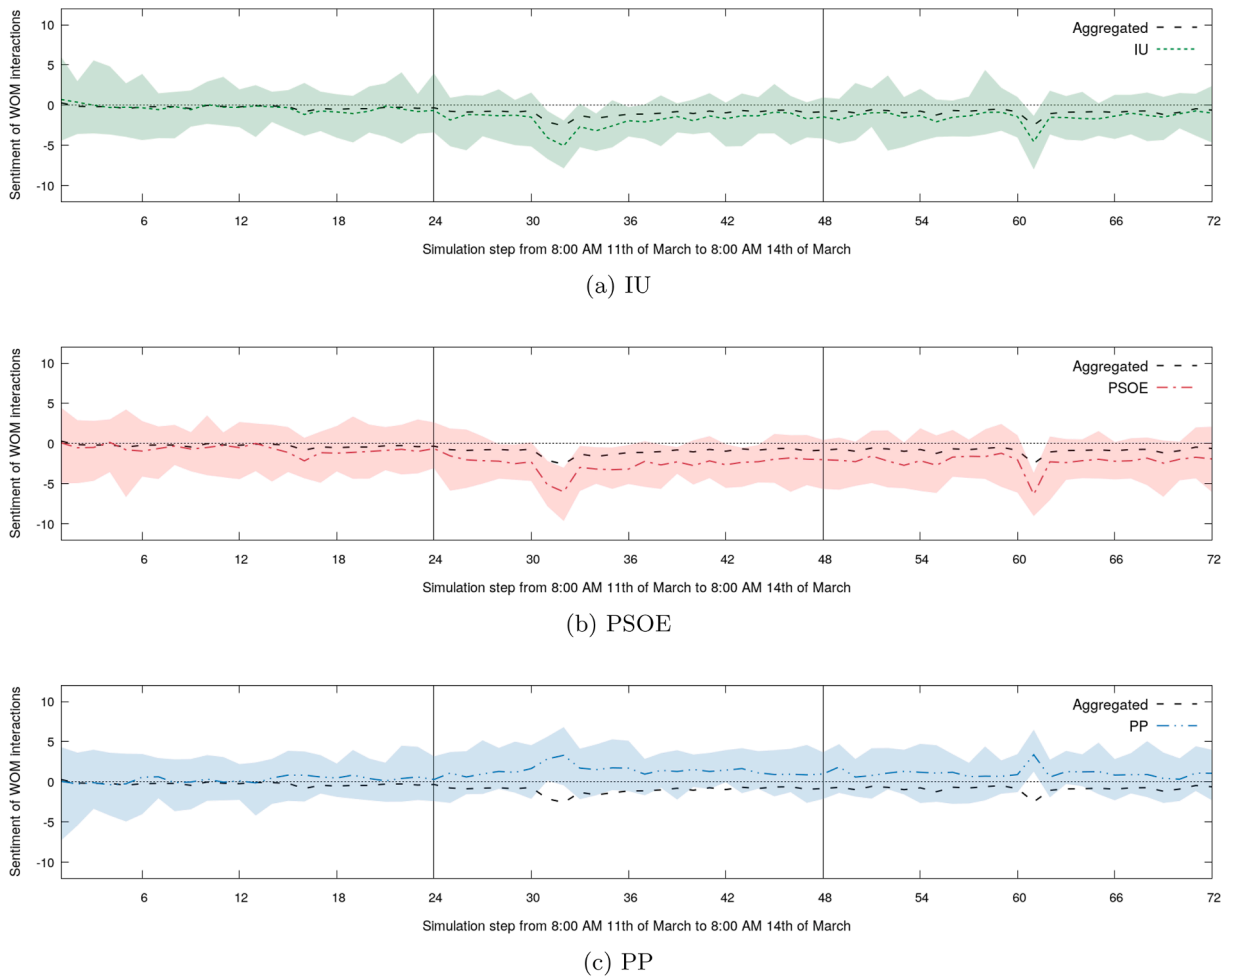 Sentiment of WOM interactions
10
5
0
-5
-10
Aggregated
IU
6 12 18 24 30 36 42 48 54 60 66 72
Simulation step from 8:00 AM 11th of March to 8:00 AM 14th of March
(a) IU
Sentiment of WOM interactions
10
5
0
-5
-10
Aggregated
PSOE
6 12 18 24 30 36 42 48 54 60 66 72
Simulation step from 8:00 AM 11th of March to 8:00 AM 14th of March
(b) PSOE
Sentiment of WOM interactions
10
5
0
-5
-10
Aggregated
PP
6 12 18 24 30 36 42 48 54 60 66 72
Simulation step from 8:00 AM 11th of March to 8:00 AM 14th of March
(c) PP